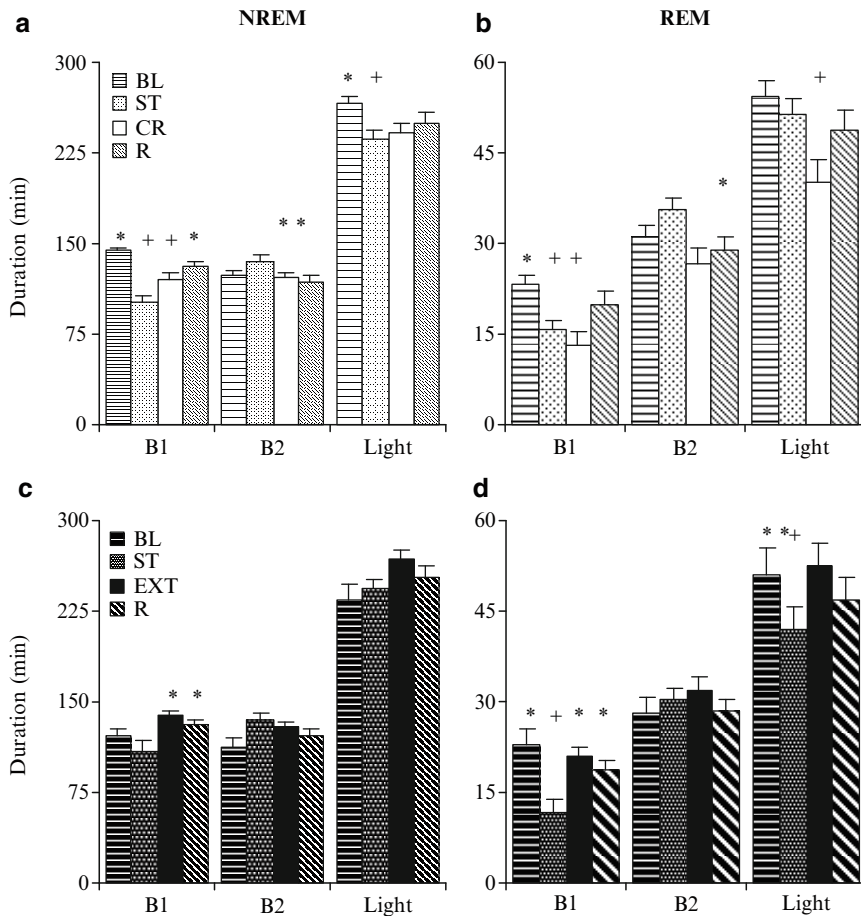 a
NREM
300
225
150
75
0
Duration (min)
BL
ST
CR
R
* + + *
* *
* +
B1 B2 Light
b
REM
60
45
30
15
0
* + +
*
+
B1 B2 Light
c
300
225
150
75
0
Duration (min)
BL
ST
EXT
R
* *
B1 B2 Light
d
60
45
30
15
0
* + * *
* *+
B1 B2 Light